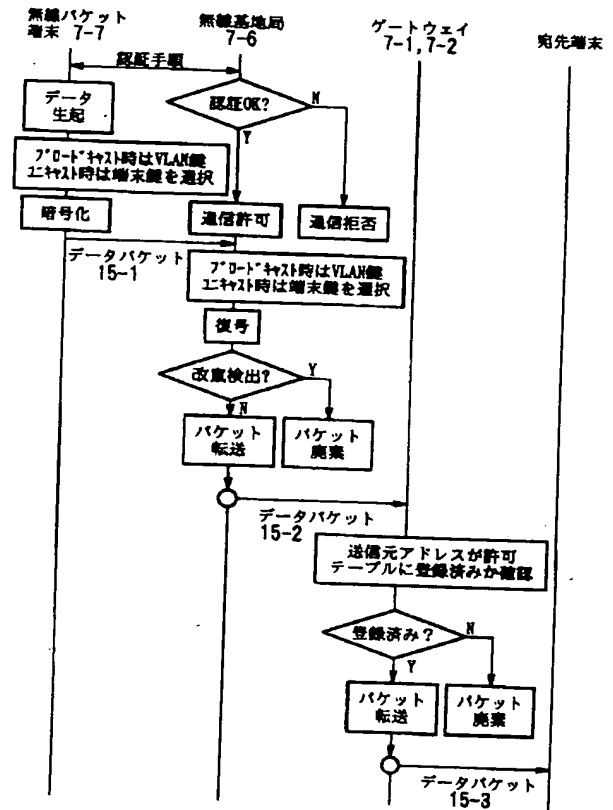 無線パケット
端末 7-7
無線基地局
7-6
ゲートウェイ
7-1, 7-2
宛先端末
認証手順
データ
生起
認証OK?
N
Y
ブロードキャスト時はVLAN鍵
ユニキャスト時は端末鍵を選択
暗号化
通信許可
通信拒否
データパケット
15-1
ブロードキャスト時はVLAN鍵
ユニキャスト時は端末鍵を選択
復号
改竄検出?
Y
N
パケット
転送
パケット
廃棄
データパケット
15-2
送信元アドレスが許可
テーブルに登録済みか確認
登録済み?
N
Y
パケット
転送
パケット
廃棄
データパケット
15-3